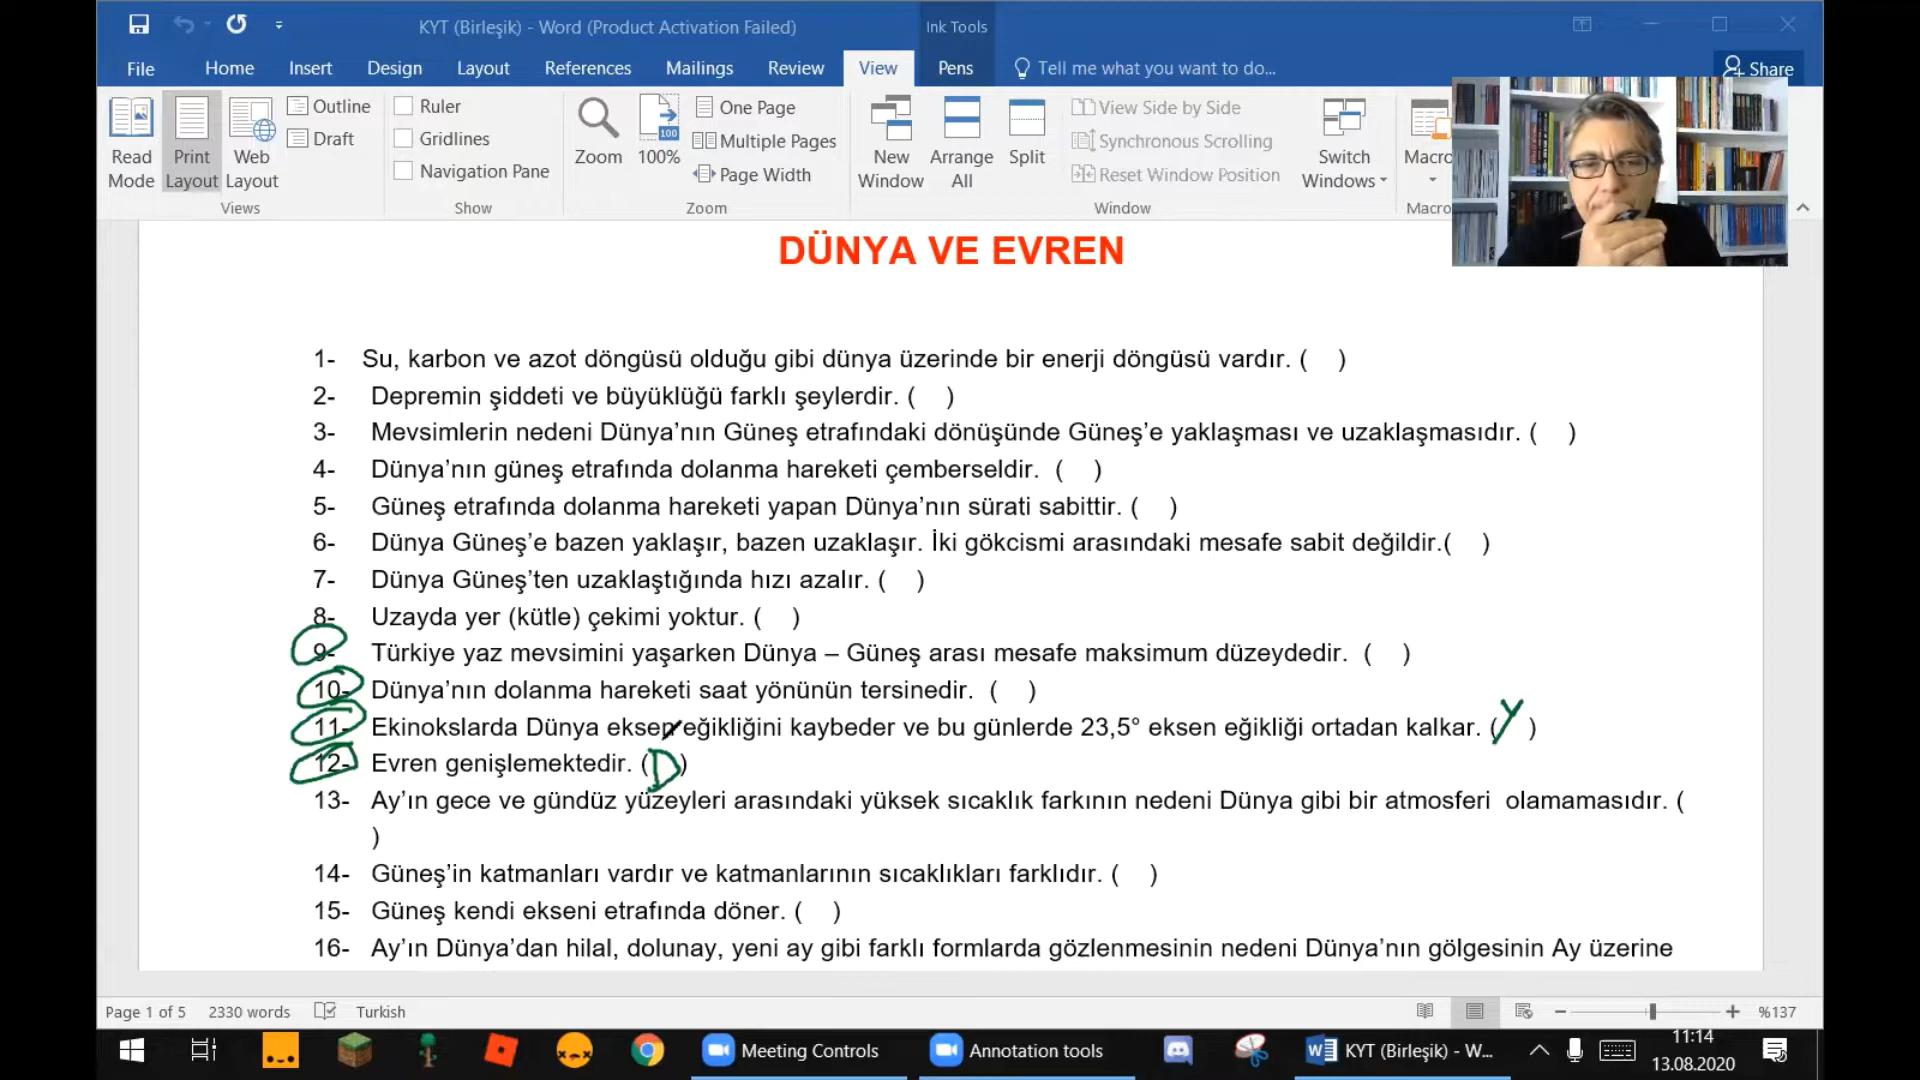 KYT (Birleşik) - Word (Product Activation Failed)
Ink Tools
File Home Insert Design Layout References Mailings Review View Pens Tell me what you want to do... Share
Read Mode
Print Layout
Web Layout
Outline
Draft
Views
Ruler
Gridlines
Navigation Pane
Show
Zoom
100
100%
One Page
Multiple Pages
Page Width
Zoom
New Window
Arrange All
Split
View Side by Side
Synchronous Scrolling
Reset Window Position
Window
Switch Windows
Macro
Macro
DÜNYA VE EVREN
1- Su, karbon ve azot döngüsü olduğu gibi dünya üzerinde bir enerji döngüsü vardır. ( )
2- Depremin şiddeti ve büyüklüğü farklı şeylerdir. ( )
3- Mevsimlerin nedeni Dünya’nın Güneş etrafındaki dönüşünde Güneş’e yaklaşması ve uzaklaşmasıdır. ( )
4- Dünya’nın güneş etrafında dolanma hareketi çemberseldir. ( )
5- Güneş etrafında dolanma hareketi yapan Dünya’nın sürati sabittir. ( )
6- Dünya Güneş’e bazen yaklaşır, bazen uzaklaşır. İki gökcismi arasındaki mesafe sabit değildir.( )
7- Dünya Güneş’ten uzaklaştığında hızı azalır. ( )
8- Uzayda yer (kütle) çekimi yoktur. ( )
9- Türkiye yaz mevsimini yaşarken Dünya – Güneş arası mesafe maksimum düzeydedir. ( )
10- Dünya’nın dolanma hareketi saat yönünün tersinedir. ( )
11- Ekinokslarda Dünya eksen eğikliğini kaybeder ve bu günlerde 23,5° eksen eğikliği ortadan kalkar. (Y )
12- Evren genişlemektedir. (D)
13- Ay’ın gece ve gündüz yüzeyleri arasındaki yüksek sıcaklık farkının nedeni Dünya gibi bir atmosferi olamamasıdır. (
)
14- Güneş’in katmanları vardır ve katmanlarının sıcaklıkları farklıdır. ( )
15- Güneş kendi ekseni etrafında döner. ( )
16- Ay’ın Dünya’dan hilal, dolunay, yeni ay gibi farklı formlarda gözlenmesinin nedeni Dünya’nın gölgesinin Ay üzerine
Page 1 of 5 2330 words Turkish %137
Meeting Controls Annotation tools KYT (Birleşik) - W...
11:14
13.08.2020